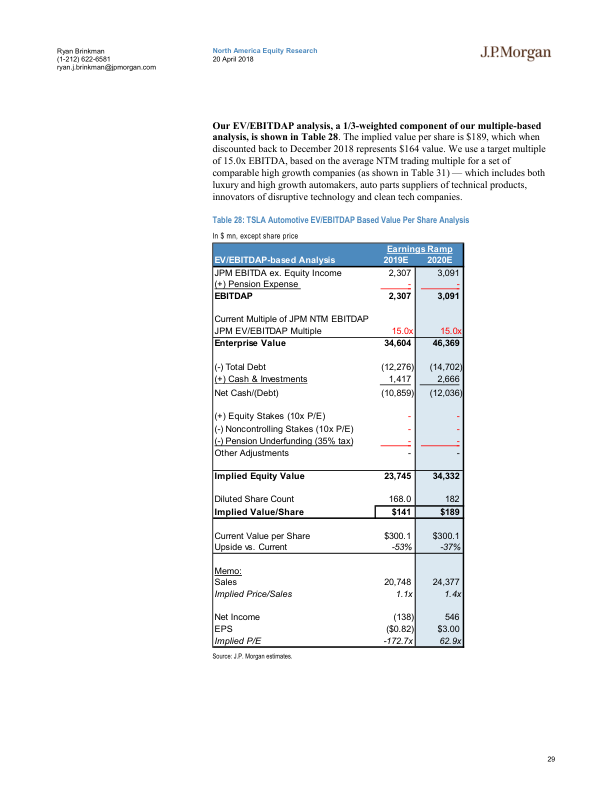 Ryan Brinkman
(1-212) 622-6581
ryan.j.brinkman@jpmorgan.com
North America Equity Research
20 April 2018
J.P.Morgan
Our EV/EBITDAP analysis, a 1/3-weighted component of our multiple-based
analysis, is shown in Table 28. The implied value per share is $189, which when
discounted back to December 2018 represents $164 value. We use a target multiple
of 15.0x EBITDA, based on the average NTM trading multiple for a set of
comparable high growth companies (as shown in Table 31) — which includes both
luxury and high growth automakers, auto parts suppliers of technical products,
innovators of disruptive technology and clean tech companies.
Table 28: TSLA Automotive EV/EBITDAP Based Value Per Share Analysis
In $ mn, except share price
Earnings Ramp
EV/EBITDAP-based Analysis 2019E 2020E
JPM EBITDA ex. Equity Income 2,307 3,091
(+) Pension Expense - -
EBITDAP 2,307 3,091
Current Multiple of JPM NTM EBITDAP
JPM EV/EBITDAP Multiple 15.0x 15.0x
Enterprise Value 34,604 46,369
(-) Total Debt (12,276) (14,702)
(+) Cash & Investments 1,417 2,666
Net Cash/(Debt) (10,859) (12,036)
(+) Equity Stakes (10x P/E) - -
(-) Noncontrolling Stakes (10x P/E) - -
(-) Pension Underfunding (35% tax) - -
Other Adjustments - -
Implied Equity Value 23,745 34,332
Diluted Share Count 168.0 182
Implied Value/Share $141 $189
Current Value per Share $300.1 $300.1
Upside vs. Current -53% -37%
Memo:
Sales 20,748 24,377
Implied Price/Sales 1.1x 1.4x
Net Income (138) 546
EPS ($0.82) $3.00
Implied P/E -172.7x 62.9x
Source: J.P. Morgan estimates.
29